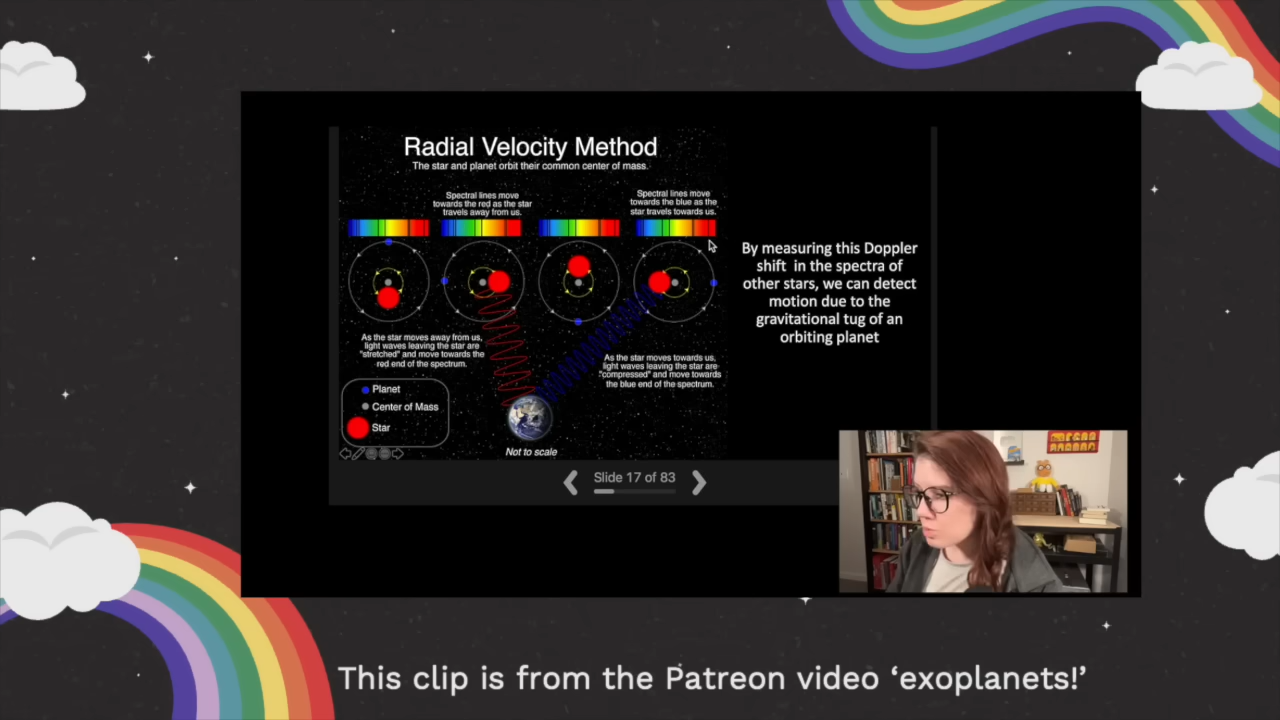 Radial Velocity Method
The star and planet orbit their common center of mass.
Spectral lines move
towards the red as the star
travels away from us.
Spectral lines move
towards the blue as the
star travels towards us.
By measuring this Doppler
shift in the spectra of
other stars, we can detect
motion due to the
gravitational tug of an
orbiting planet
As the star moves away from us,
light waves leaving the star are
"stretched" and move towards the
red end of the spectrum.
As the star moves towards us,
light waves leaving the star are
"compressed" and move towards
the blue end of the spectrum.
Planet
Center of Mass
Star
Not to scale
Slide 17 of 83
This clip is from the Patreon video ‘exoplanets!’